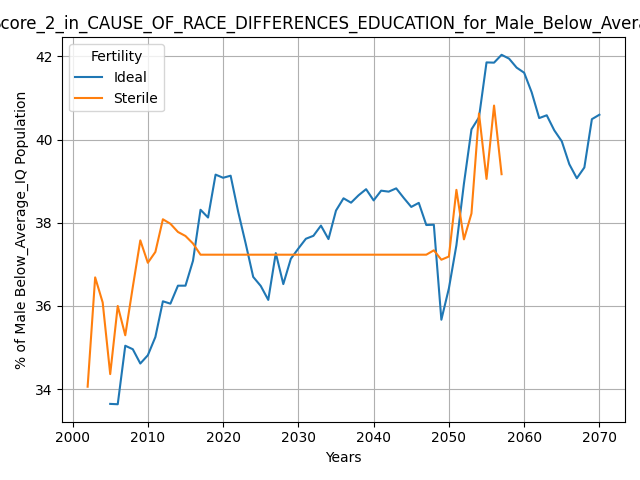 core_2_in_CAUSE_OF_RACE_DIFFERENCES_EDUCATION_for_Male_Below_Avera
Fertility
Ideal
Sterile
% of Male Below_Average_IQ Population
42
40
38
36
34
2000 2010 2020 2030 2040 2050 2060 2070
Years